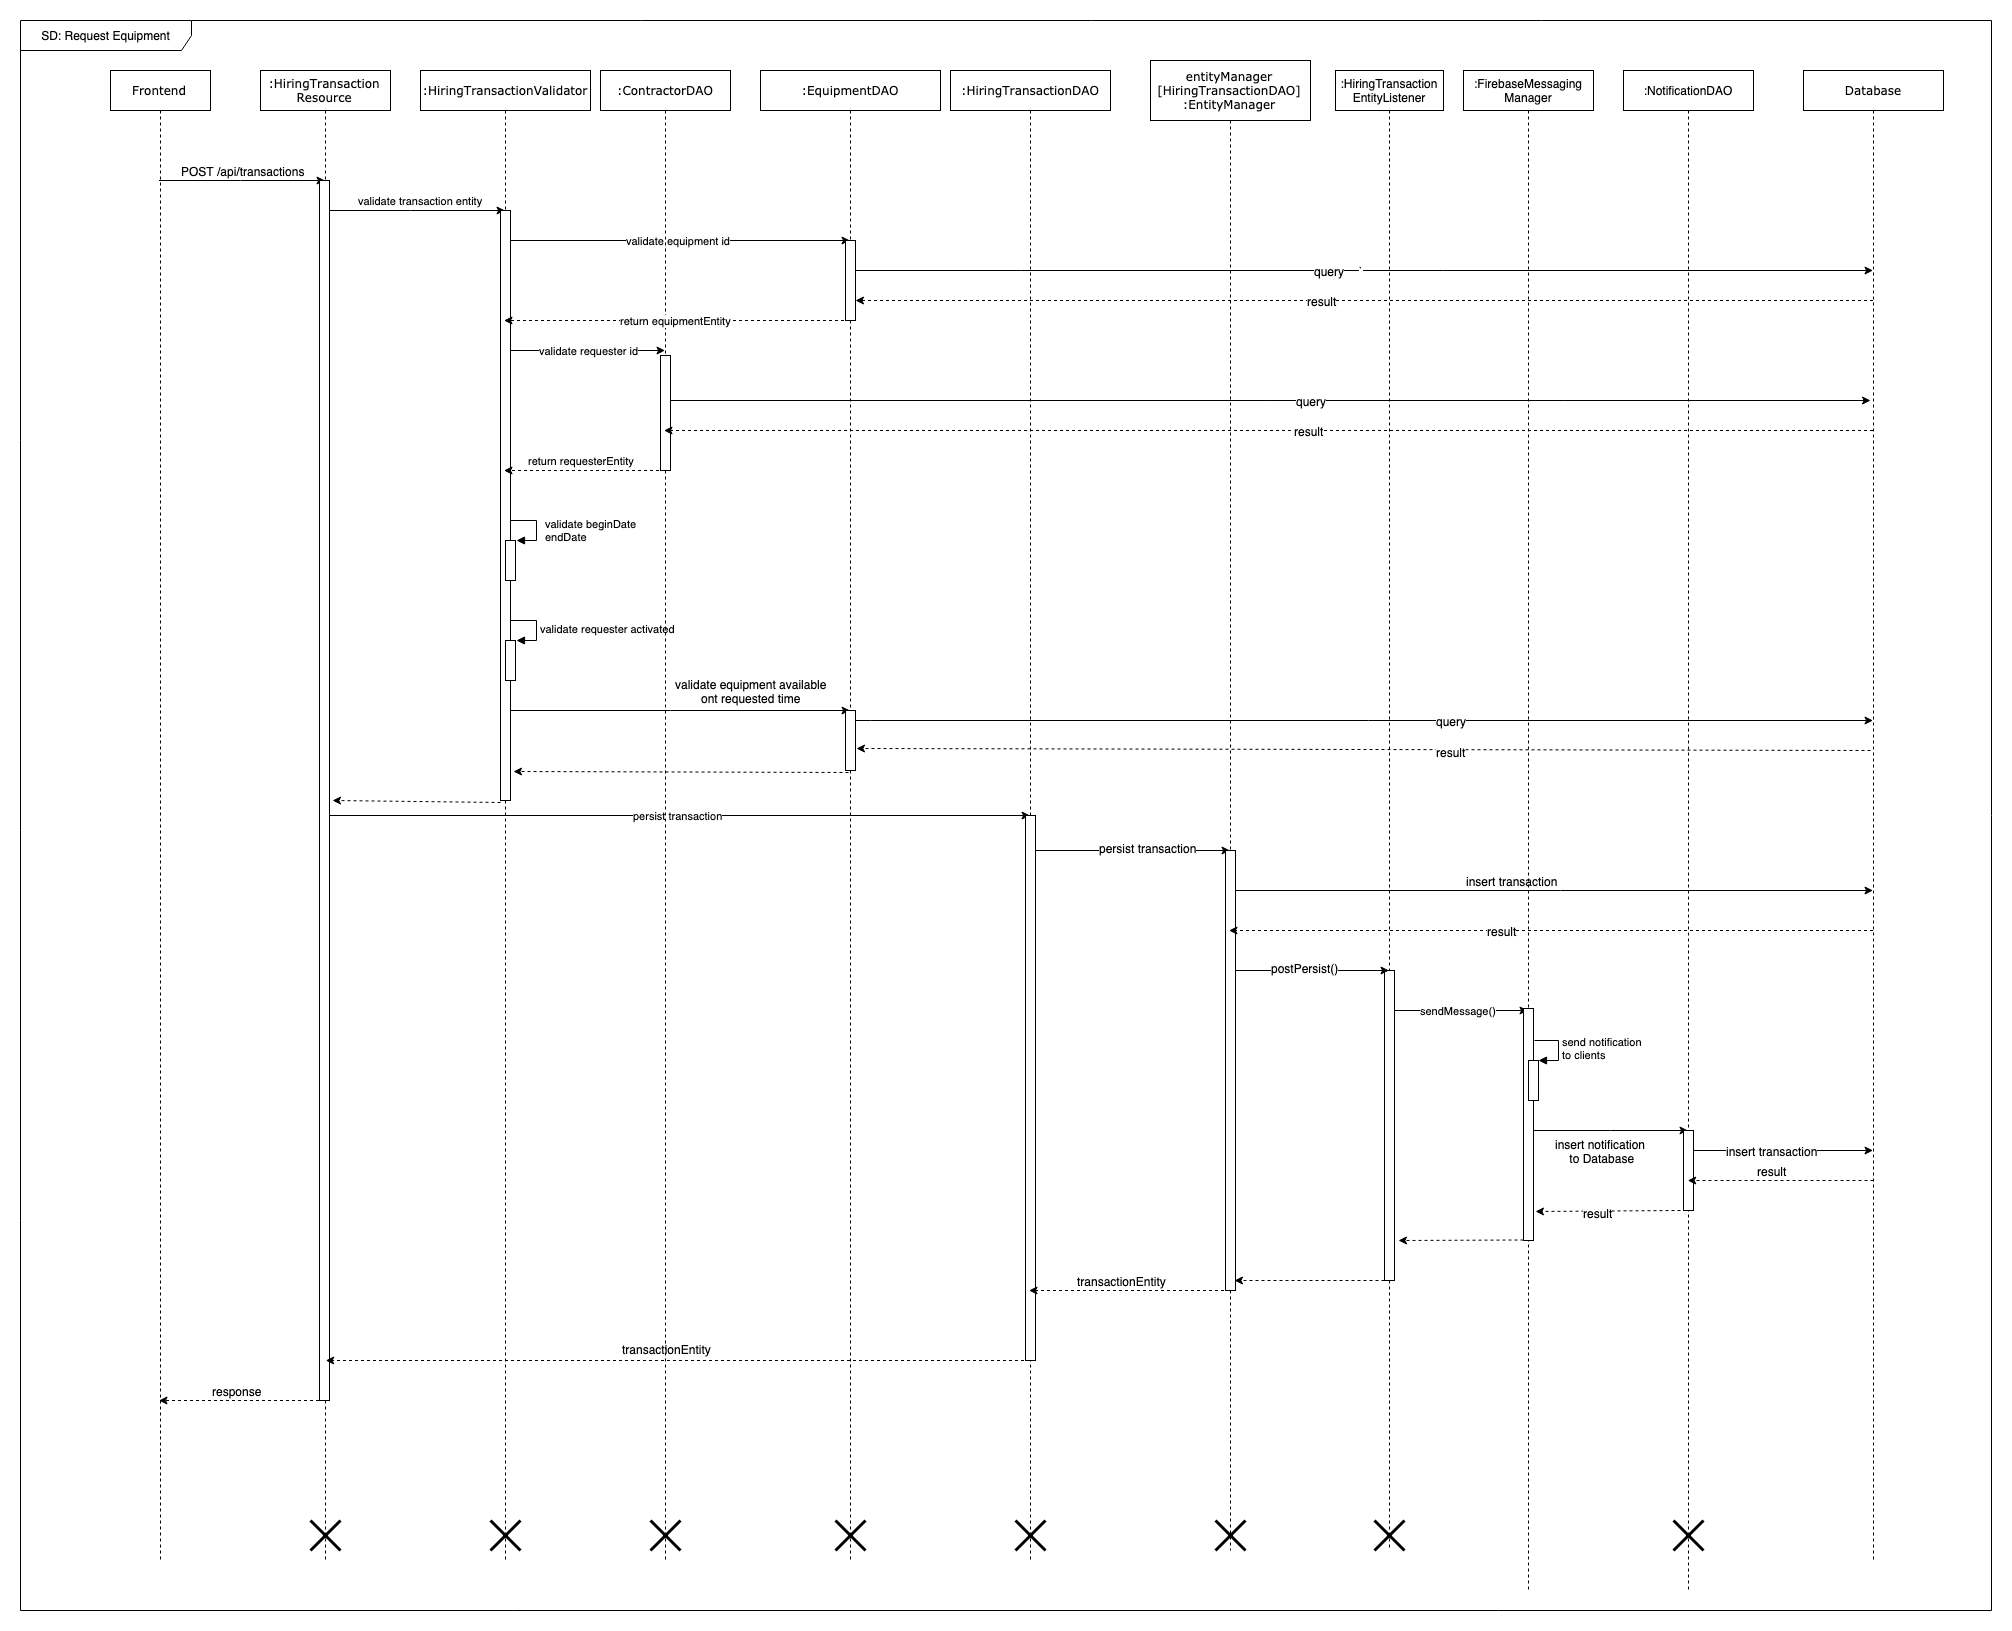 SD: Request Equipment
Frontend
:HiringTransaction
Resource
:HiringTransactionValidator
:ContractorDAO
:EquipmentDAO
:HiringTransactionDAO
entityManager
[HiringTransactionDAO]
:EntityManager
:HiringTransaction
EntityListener
:FirebaseMessaging
Manager
:NotificationDAO
Database
POST /api/transactions
validate transaction entity
validate equipment id
query `
result
return equipmentEntity
validate requester id
query
result
return requesterEntity
validate beginDate
endDate
validate requester activated
validate equipment available
ont requested time
query
result
persist transaction
persist transaction
insert transaction
result
postPersist()
sendMessage()
send notification
to clients
insert notification
to Database
insert transaction
result
result
transactionEntity
transactionEntity
response